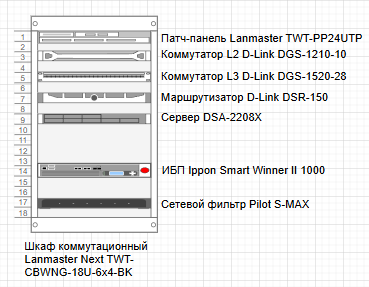 1
Патч-панель Lanmaster TWT-PP24UTP
2
3
Коммутатор L2 D-Link DGS-1210-10
4
5
Коммутатор L3 D-Link DGS-1520-28
6
7
Маршрутизатор D-Link DSR-150
8
9
Сервер DSA-2208X
10
11
12
13
14
ИБП Ippon Smart Winner II 1000
15
16
17
Сетевой фильтр Pilot S-MAX
18
Шкаф коммутационный
Lanmaster Next TWT-
CBWNG-18U-6x4-BK